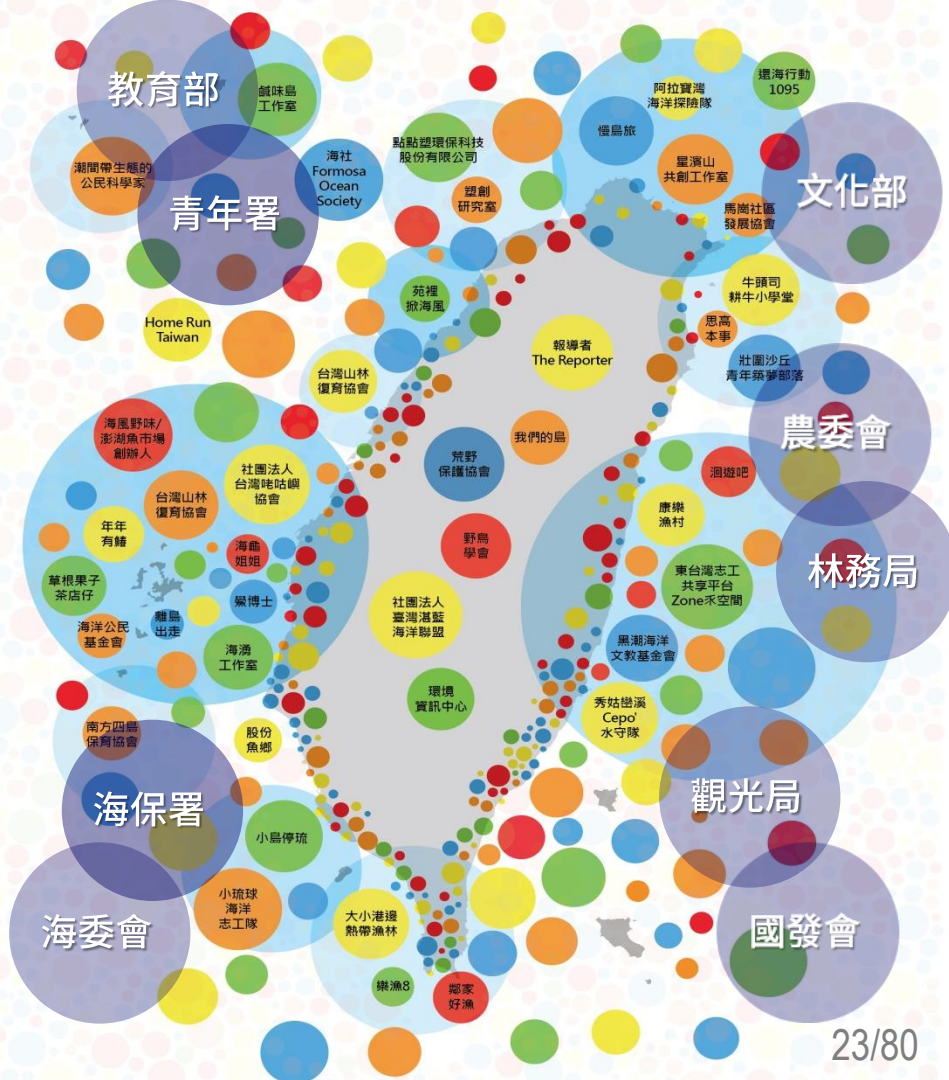 教育部
鹹味島
工作室
潮間帶生態的
公民科學家
青年署
海社
Formosa
Ocean
Society
點點塑環保科技
股份有限公司
塑創
研究室
阿拉寶灣
海洋探險隊
還海行動
1095
慢島旅
星濱山
共創工作室
馬崗社區
發展協會
文化部
苑裡
掀海風
牛頭司
耕牛小學堂
思高
本事
壯圍沙丘
青年築夢部落
Home Run
Taiwan
報導者
The Reporter
台灣山林
復育協會
農委會
海風野味/
澎湖魚市場
創辦人
我們的島
荒野
保護協會
洄遊吧
社團法人
台灣咾咕嶼
協會
台灣山林
復育協會
年年
有鰆
康樂
漁村
野鳥
學會
海龜
姐姐
林務局
草根果子
茶店仔
鱟博士
東台灣志工
共享平台
Zone禾空間
離島
出走
海洋公民
基金會
社團法人
臺灣湛藍
海洋聯盟
海湧
工作室
黑潮海洋
文教基金會
環境
資訊中心
秀姑巒溪
Cepo'
水守隊
南方四島
保育協會
股份
魚鄉
海保署
觀光局
小島停琉
小琉球
海洋
志工隊
大小港邊
熱帶漁林
海委會
國發會
樂漁8
鄰家
好漁
23/80